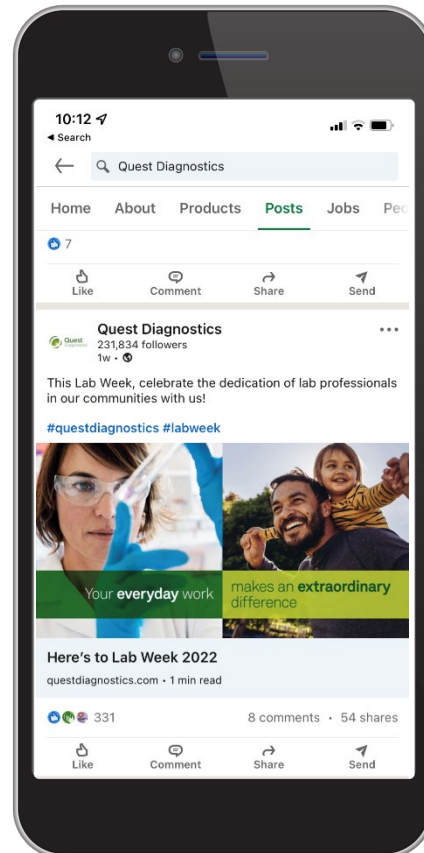 10:12
◄ Search
Quest Diagnostics
Home About Products Posts Jobs
7
Like Comment Share Send
Quest
Quest Diagnostics
231,834 followers
1w •
This Lab Week, celebrate the dedication of lab professionals
in our communities with us!
#questdiagnostics #labweek
Your everyday work
makes an extraordinary
difference
Here's to Lab Week 2022
questdiagnostics.com • 1 min read
331 8 comments • 54 shares
Like Comment Share Send